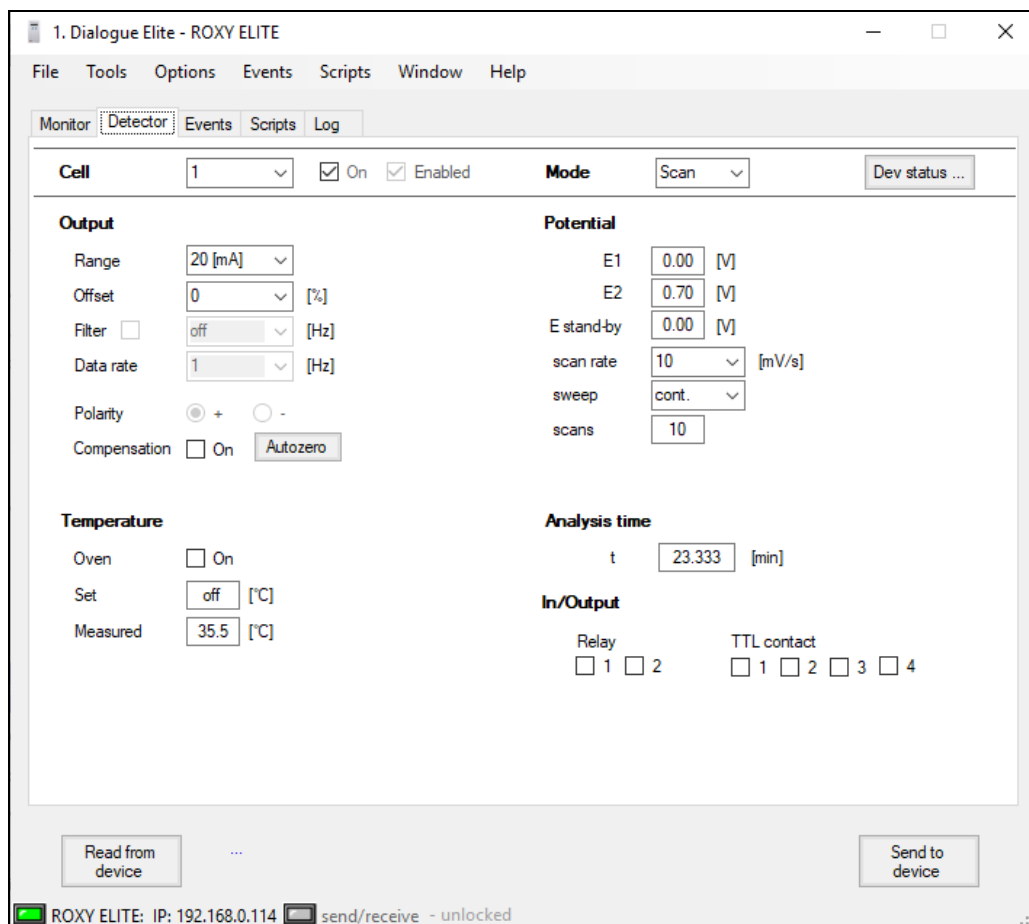 1. Dialogue Elite - ROXY ELITE
File Tools Options Events Scripts Window Help
Monitor Detector Events Scripts Log
Cell 1 On Enabled Mode Scan Dev status ...
Output Potential
Range 20 [mA] E1 0.00 [V]
Offset 0 [%] E2 0.70 [V]
Filter off [Hz] E stand-by 0.00 [V]
Data rate 1 [Hz] scan rate 10 [mV/s]
sweep cont.
Polarity + -
scans 10
Compensation On Autozero
Temperature Analysis time
Oven On t 23.333 [min]
Set off [°C]
In/Output
Measured 35.5 [°C]
Relay TTL contact
1 2 1 2 3 4
Read from device ... Send to device
ROXY ELITE: IP: 192.168.0.114 send/receive - unlocked